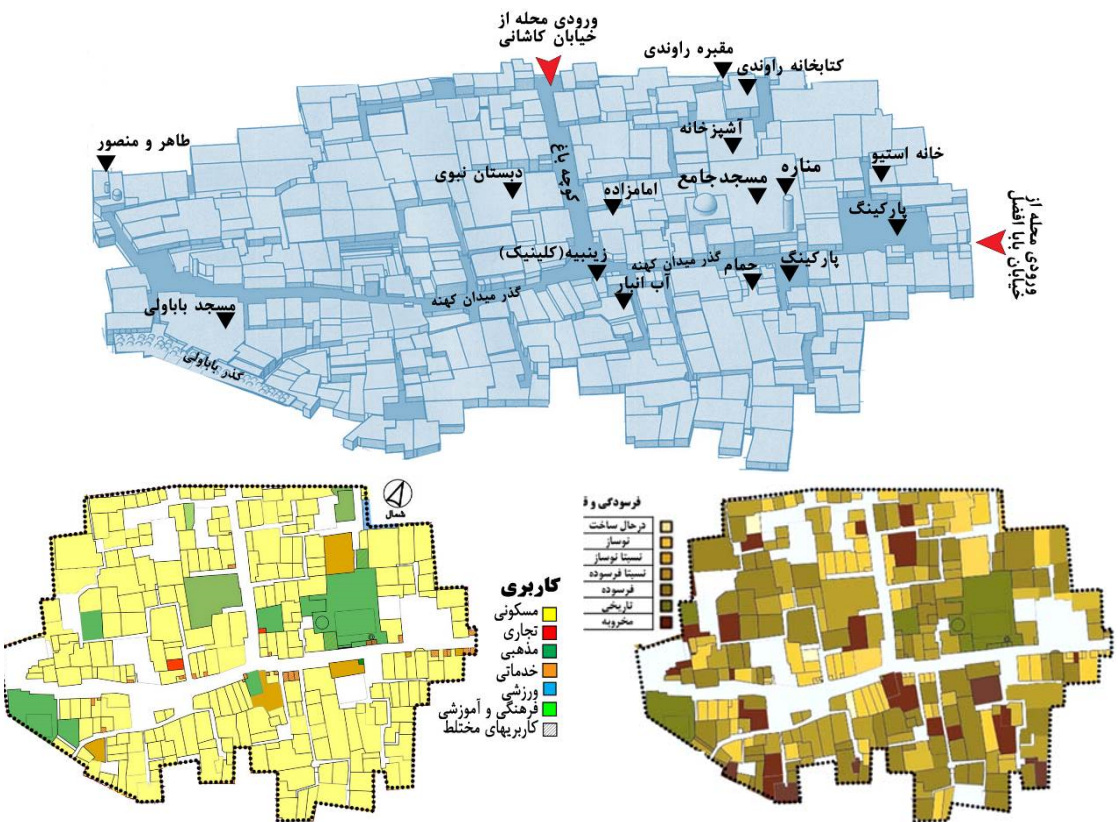 ورودی محله از
خیابان کاشانی
مقبره راوندی
کتابخانه راوندی
آشپزخانه
طاهر و منصور
خانه استیو
مناره
دبستان نبوی
کوچه باغ
امامزاده
مسجدجامع
پارکینگ
ورودی محله از
خیابان بابا افضل
زینبیه(کلینیک)
گذر میدان کهنه
حمام
پارکینگ
آب انبار
گذر میدان کهنه
مسجد باباولی
گذر باباولی
شمال
کاربری
مسکونی
تجاری
مذهبی
خدماتی
ورزشی
فرهنگی و آموزشی
کاربریهای مختلط
فرسودگی و
درحال ساخت
نوساز
نسبتا نوساز
نسبتا فرسوده
فرسوده
تاریخی
مخروبه